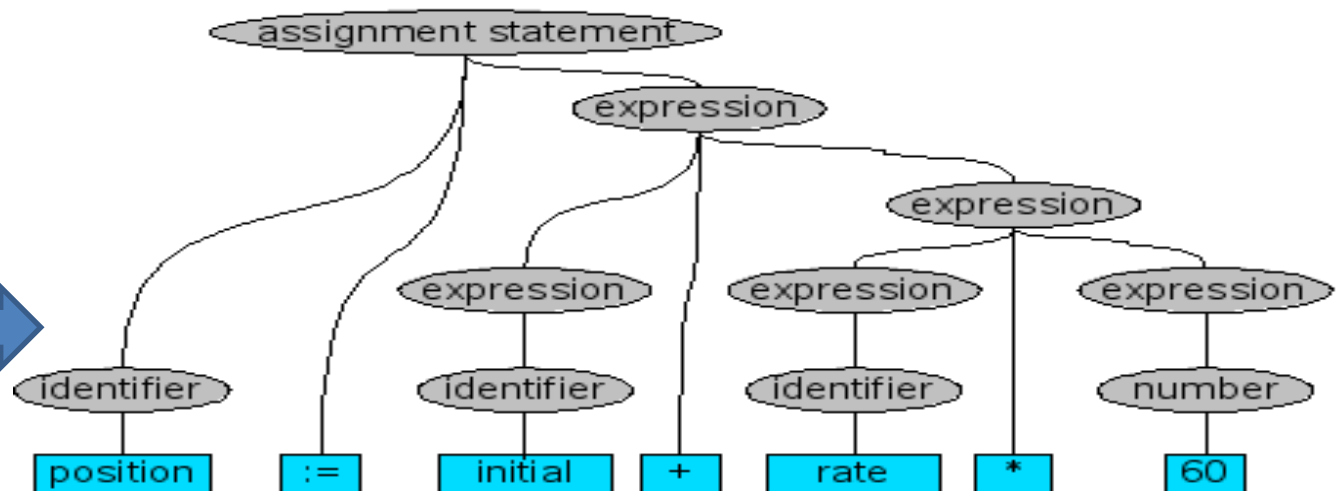 assignment statement
expression
expression
expression expression expression
identifier identifier identifier number
position := initial + rate * 60